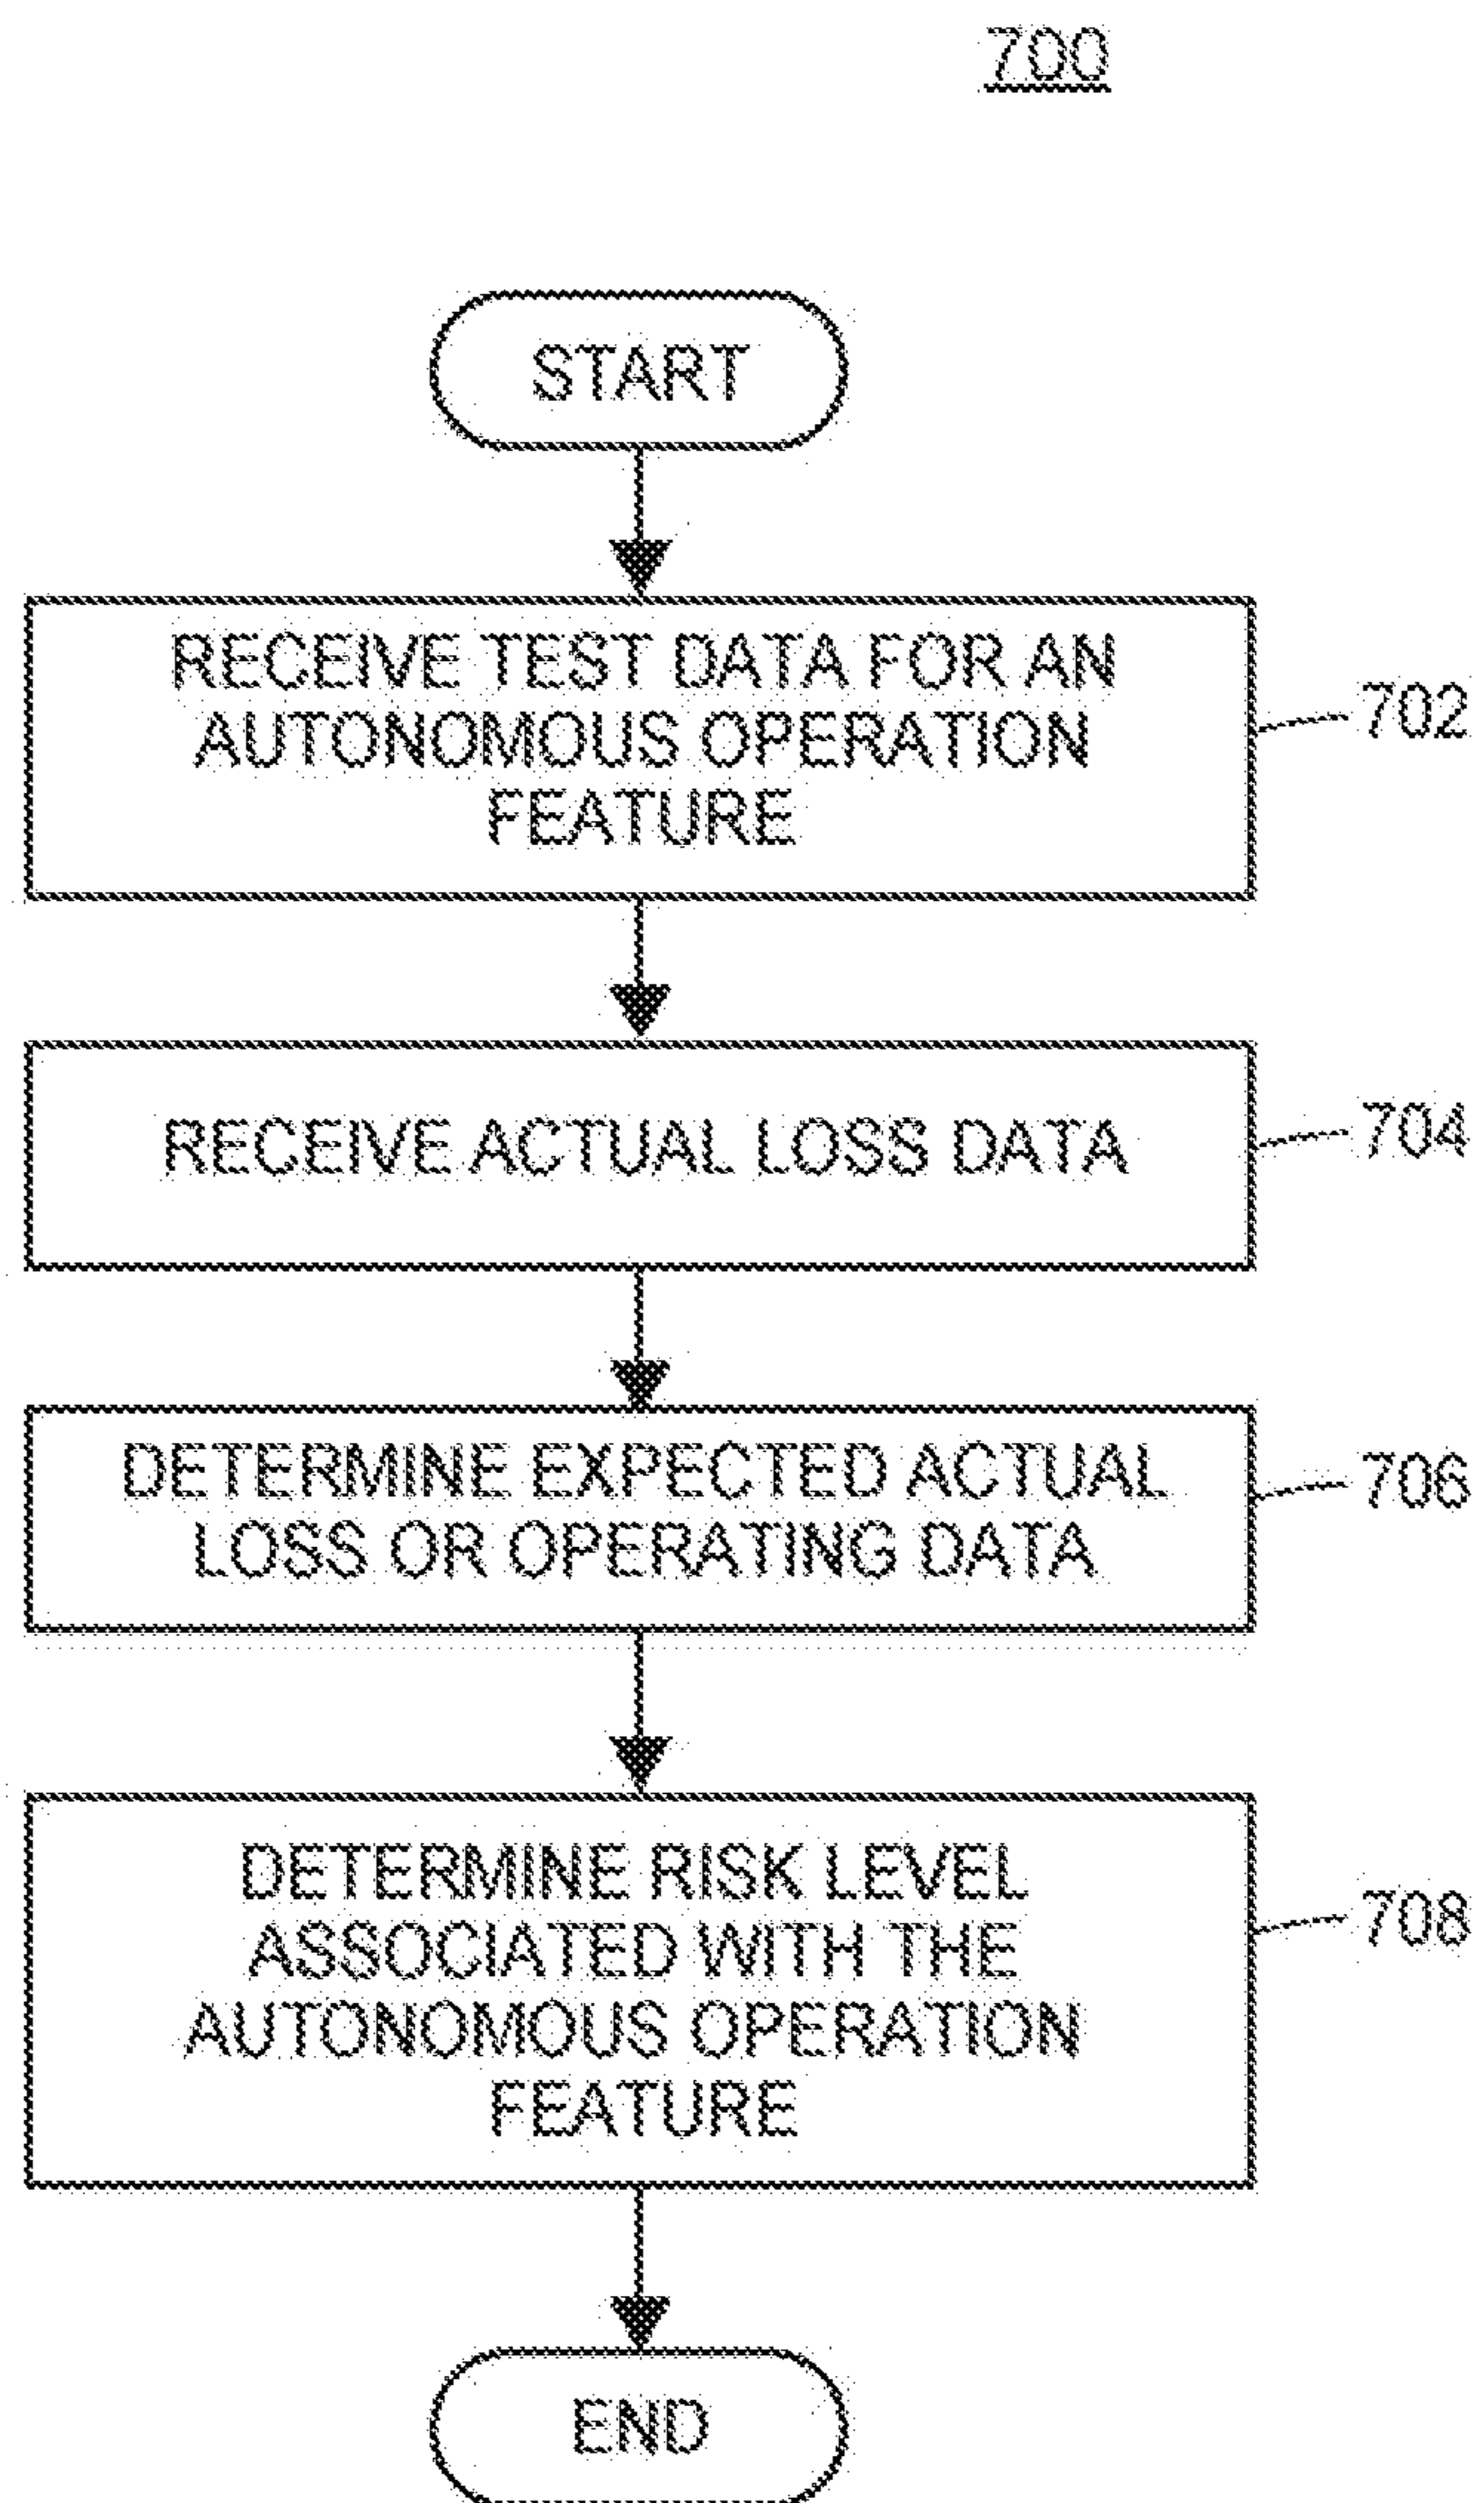 700
START
RECEIVE TEST DATA FOR AN
AUTONOMOUS OPERATION
FEATURE
702
RECEIVE ACTUAL LOSS DATA
704
DETERMINE EXPECTED ACTUAL
LOSS OR OPERATING DATA
706
DETERMINE RISK LEVEL
ASSOCIATED WITH THE
AUTONOMOUS OPERATION
FEATURE
708
END